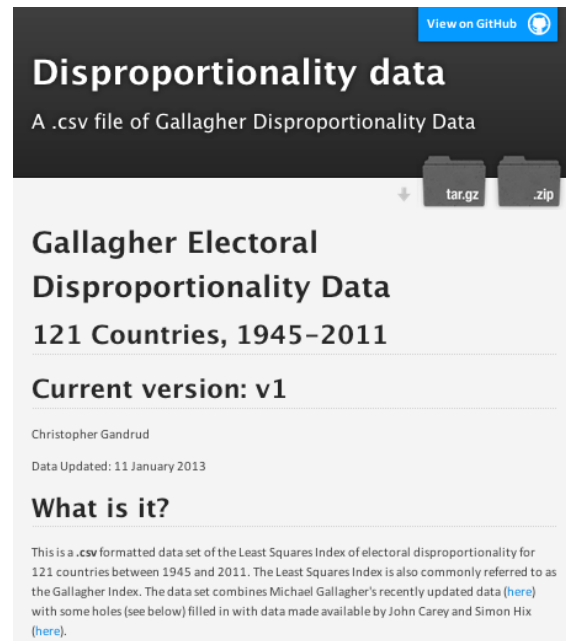 View on GitHub
Disproportionality data
A .csv file of Gallagher Disproportionality Data
tar.gz
.zip
Gallagher Electoral
Disproportionality Data
121 Countries, 1945–2011
Current version: v1
Christopher Gandrud
Data Updated: 11 January 2013
What is it?
This is a .csv formatted data set of the Least Squares Index of electoral disproportionality for
121 countries between 1945 and 2011. The Least Squares Index is also commonly referred to as
the Gallagher Index. The data set combines Michael Gallagher's recently updated data (here)
with some holes (see below) filled in with data made available by John Carey and Simon Hix
(here).